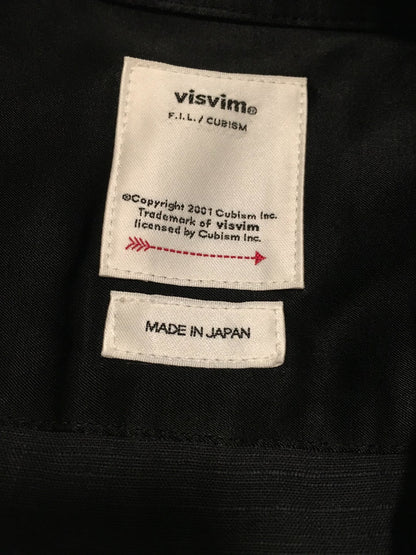 visvim®
F.I.L./CUBISM
©Copyright 2001 Cubism Inc.
Trademark of visvim
licensed by Cubism Inc.
MADE IN JAPAN